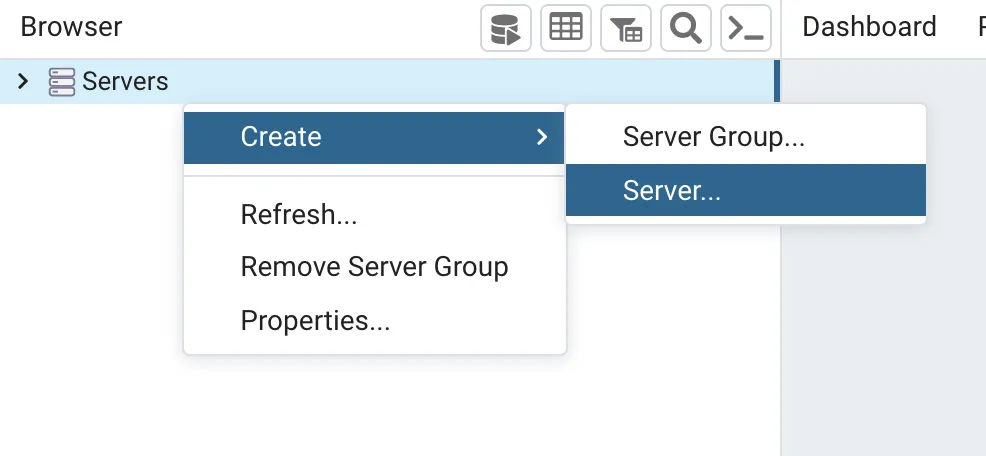 Browser
Dashboard
Servers
Create
Server Group...
Server...
Refresh...
Remove Server Group
Properties...